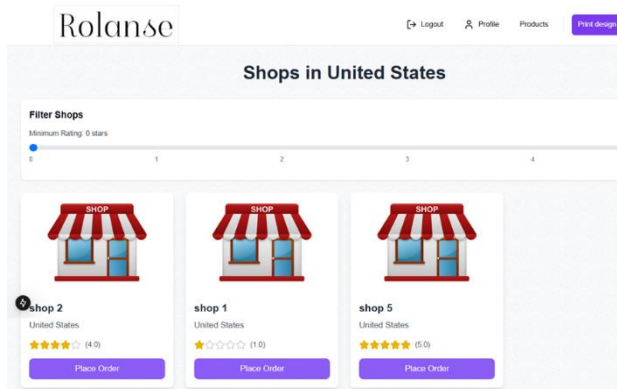 Rolanse
Logout
Profile
Products
Print design
Shops in United States
Filter Shops
Minimum Rating: 0 stars
0 1 2 3 4
SHOP SHOP SHOP
shop 2
United States
(4.0)
Place Order
shop 1
United States
(1.0)
Place Order
shop 5
United States
(5.0)
Place Order